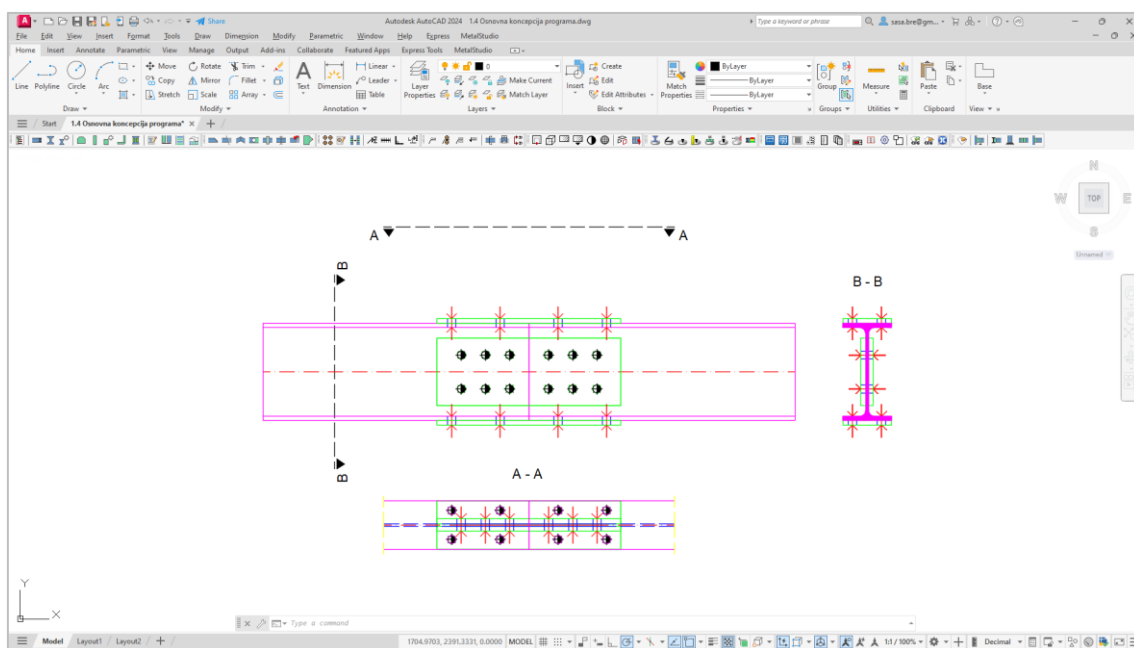 A Share Autodesk AutoCAD 2024 1.4 Osnovna koncepcija programa.dwg Type a keyword or phrase sasa.bre@gm...
File Edit View Insert Format Tools Draw Dimension Modify Parametric Window Help Express MetalStudio
Home Insert Annotate Parametric View Manage Output Add-ins Collaborate Featured Apps Express Tools MetalStudio
Move Rotate Trim Linear 0 Create ByLayer
Copy Mirror Fillet Leader Make Current Edit ByLayer
Line Polyline Circle Arc Stretch Scale Array Text Dimension Table Layer Properties Match Layer Insert Edit Attributes Match Properties ByLayer Group Measure Paste Base
Draw Modify Annotation Layers Block Properties Groups Utilities Clipboard View
Start 1.4 Osnovna koncepcija programa* +
N
W TOP E
S
Unnamed
A A
B
B - B
B
A - A
Y
X
Type a command
Model Layout1 Layout2 + 1704.9703, 2391.3331, 0.0000 MODEL 1:1 / 100% Decimal